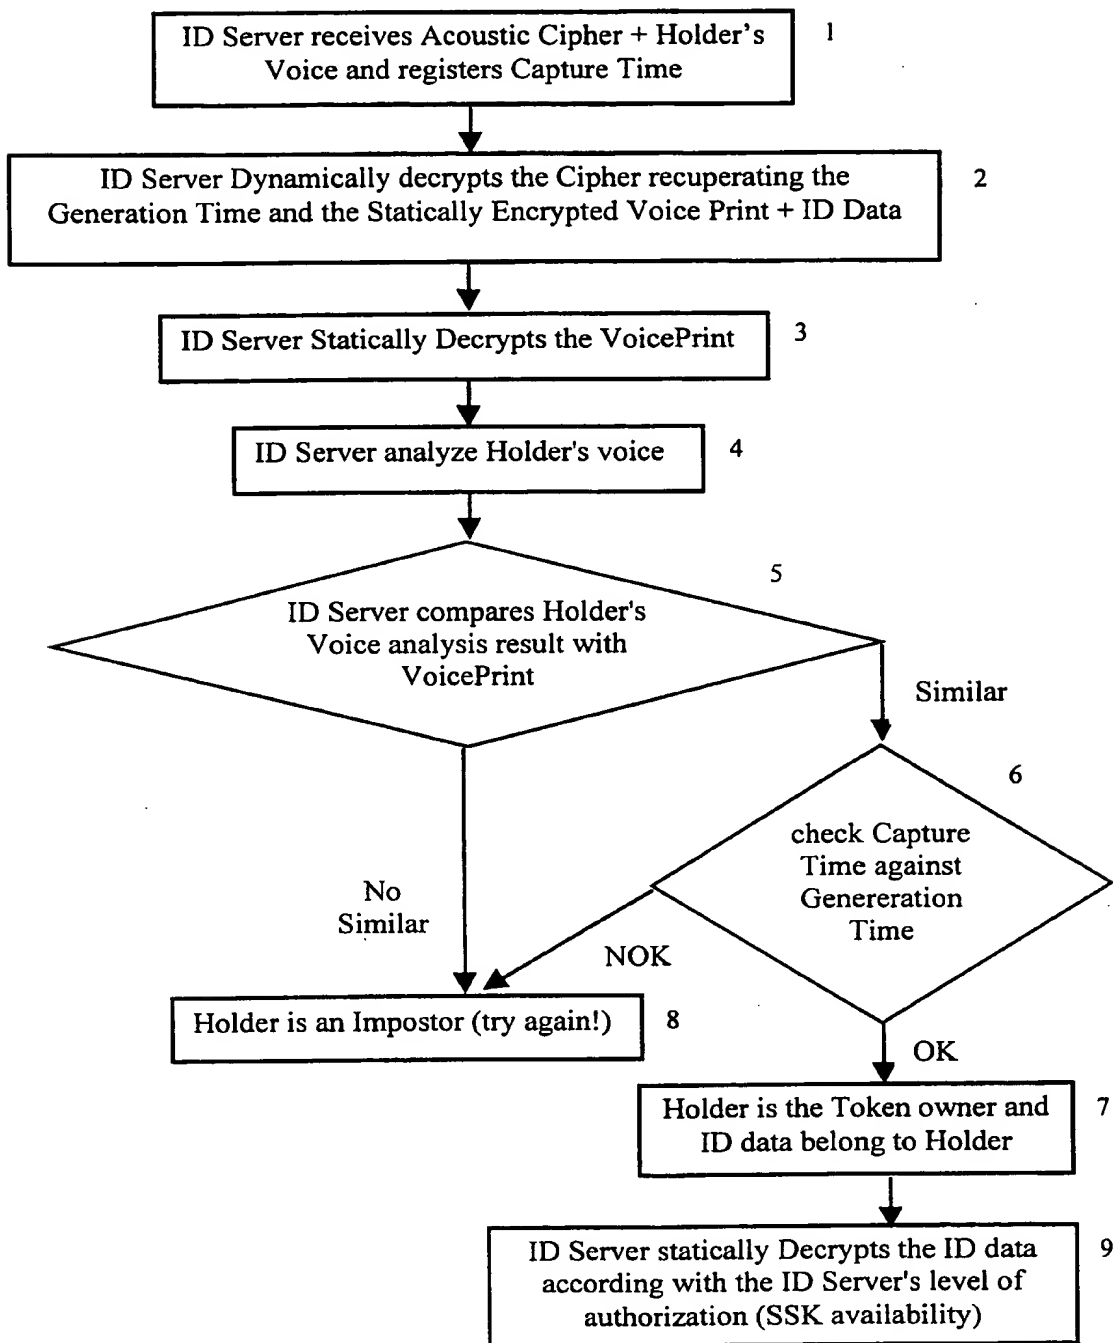 ID Server receives Acoustic Cipher + Holder's
Voice and registers Capture Time
1
ID Server Dynamically decrypts the Cipher recuperating the
Generation Time and the Statically Encrypted Voice Print + ID Data
2
ID Server Statically Decrypts the VoicePrint
3
ID Server analyze Holder's voice
4
5
ID Server compares Holder's
Voice analysis result with
VoicePrint
Similar
6
check Capture
Time against
Genereration
Time
No
Similar
NOK
Holder is an Impostor (try again!)
8
OK
Holder is the Token owner and
ID data belong to Holder
7
ID Server statically Decrypts the ID data
according with the ID Server's level of
authorization (SSK availability)
9